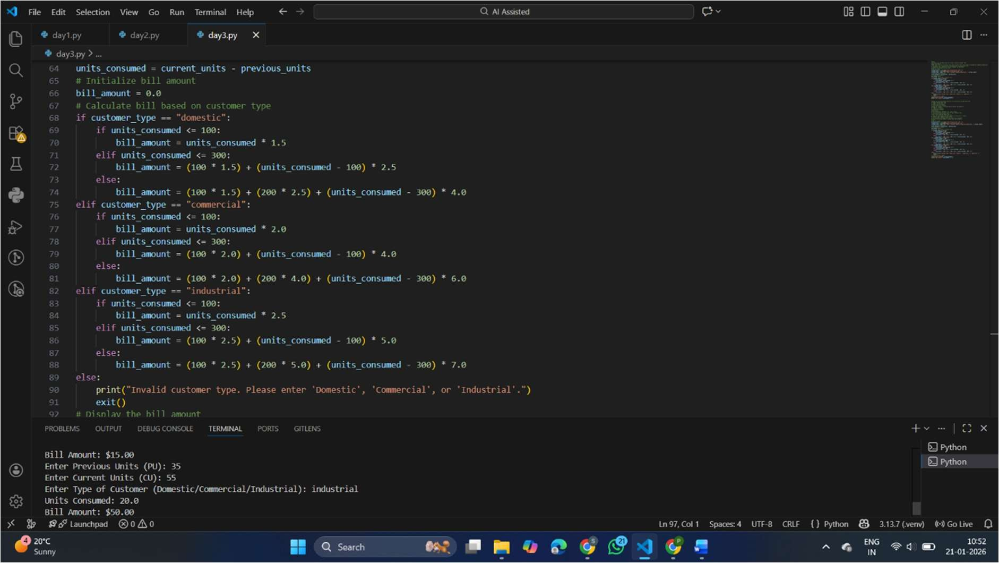 File Edit Selection View Go Run Terminal Help AI Assisted
day1.py day2.py day3.py
day3.py > ...
64 units_consumed = current_units - previous_units
65 # Initialize bill amount
66 bill_amount = 0.0
67 # Calculate bill based on customer type
68 if customer_type == "domestic":
69 if units_consumed <= 100:
70 bill_amount = units_consumed * 1.5
71 elif units_consumed <= 300:
72 bill_amount = (100 * 1.5) + (units_consumed - 100) * 2.5
73 else:
74 bill_amount = (100 * 1.5) + (200 * 2.5) + (units_consumed - 300) * 4.0
75 elif customer_type == "commercial":
76 if units_consumed <= 100:
77 bill_amount = units_consumed * 2.0
78 elif units_consumed <= 300:
79 bill_amount = (100 * 2.0) + (units_consumed - 100) * 4.0
80 else:
81 bill_amount = (100 * 2.0) + (200 * 4.0) + (units_consumed - 300) * 6.0
82 elif customer_type == "industrial":
83 if units_consumed <= 100:
84 bill_amount = units_consumed * 2.5
85 elif units_consumed <= 300:
86 bill_amount = (100 * 2.5) + (units_consumed - 100) * 5.0
87 else:
88 bill_amount = (100 * 2.5) + (200 * 5.0) + (units_consumed - 300) * 7.0
89 else:
90 print("Invalid customer type. Please enter 'Domestic', 'Commercial', or 'Industrial'.")
91 exit()
92 # Display the bill amount
PROBLEMS OUTPUT DEBUG CONSOLE TERMINAL PORTS GITLENS
Bill Amount: $15.00
Enter Previous Units (PU): 35
Enter Current Units (CU): 55
Enter Type of Customer (Domestic/Commercial/Industrial): industrial
Units Consumed: 20.0
Bill Amount: $50.00
Python
Python
Launchpad 0 0 Ln 97, Col 1 Spaces: 4 UTF-8 CRLF { } Python 3.13.7 (.venv) Go Live
4 20°C
Sunny
Search
S
21
P
ENG
IN
10:52
21-01-2026